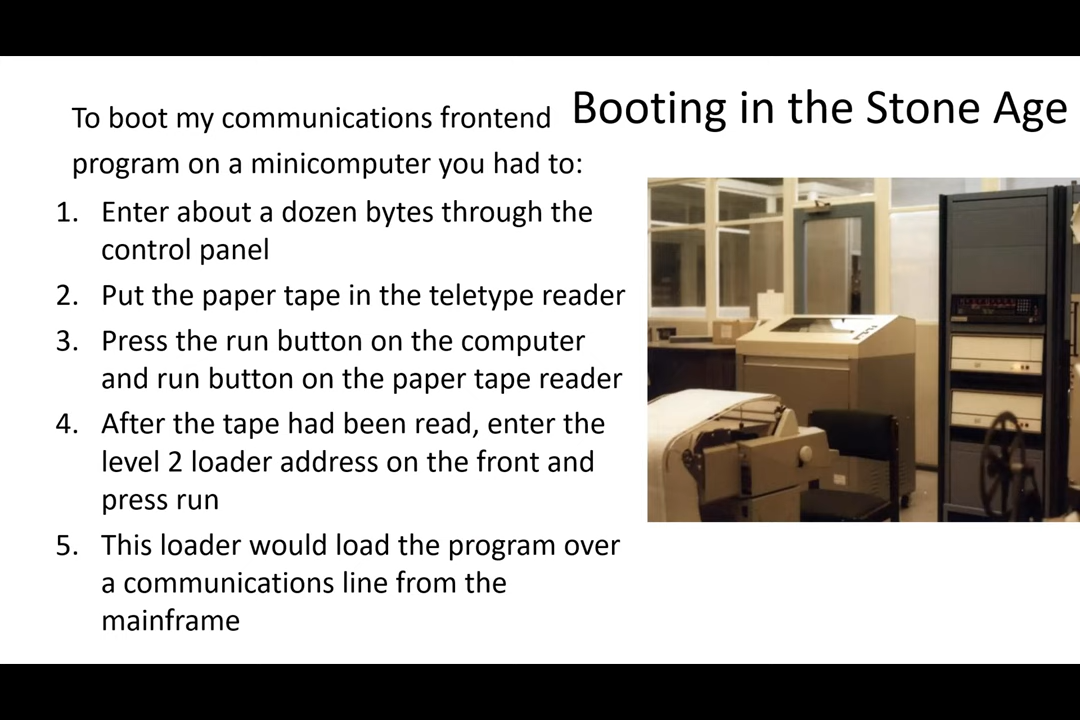 Booting in the Stone Age
To boot my communications frontend
program on a minicomputer you had to:
1. Enter about a dozen bytes through the
control panel
2. Put the paper tape in the teletype reader
3. Press the run button on the computer
and run button on the paper tape reader
4. After the tape had been read, enter the
level 2 loader address on the front and
press run
5. This loader would load the program over
a communications line from the
mainframe